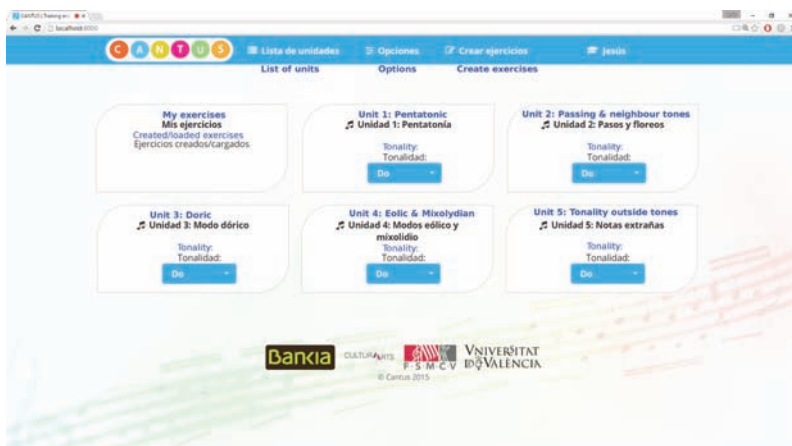 localhost:3000
CANTUS
Lista de unidades
Opciones
Crear ejercicios
Jesús
List of units
Options
Create exercises
My exercises
Mis ejercicios
Created/loaded exercises
Ejercicios creados/cargados
Unit 1: Pentatonic
Unidad 1: Pentatonía
Tonality:
Tonalidad:
Do
Unit 2: Passing & neighbour tones
Unidad 2: Pasos y floreos
Tonality:
Tonalidad:
Do
Unit 3: Doric
Unidad 3: Modo dórico
Tonality:
Tonalidad:
Do
Unit 4: Eolic & Mixolydian
Unidad 4: Modos eólico y
mixolidio
Tonality:
Tonalidad:
Do
Unit 5: Tonality outside tones
Unidad 5: Notas extrañas
Tonality:
Tonalidad:
Do
Bankia
CULTURARTS
F·S·M·C·V
VNIVERSITAT
ID VALÈNCIA
© Cantus 2015